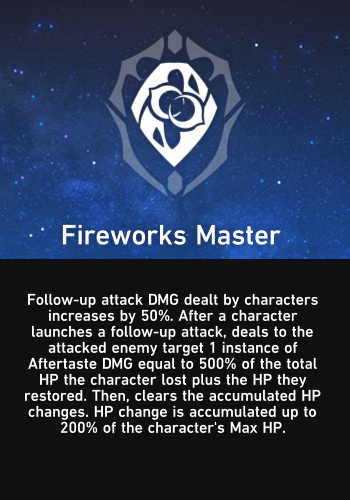 Fireworks Master
Follow-up attack DMG dealt by characters
increases by 50%. After a character
launches a follow-up attack, deals to the
attacked enemy target 1 instance of
Aftertaste DMG equal to 500% of the total
HP the character lost plus the HP they
restored. Then, clears the accumulated HP
changes. HP change is accumulated up to
200% of the character's Max HP.